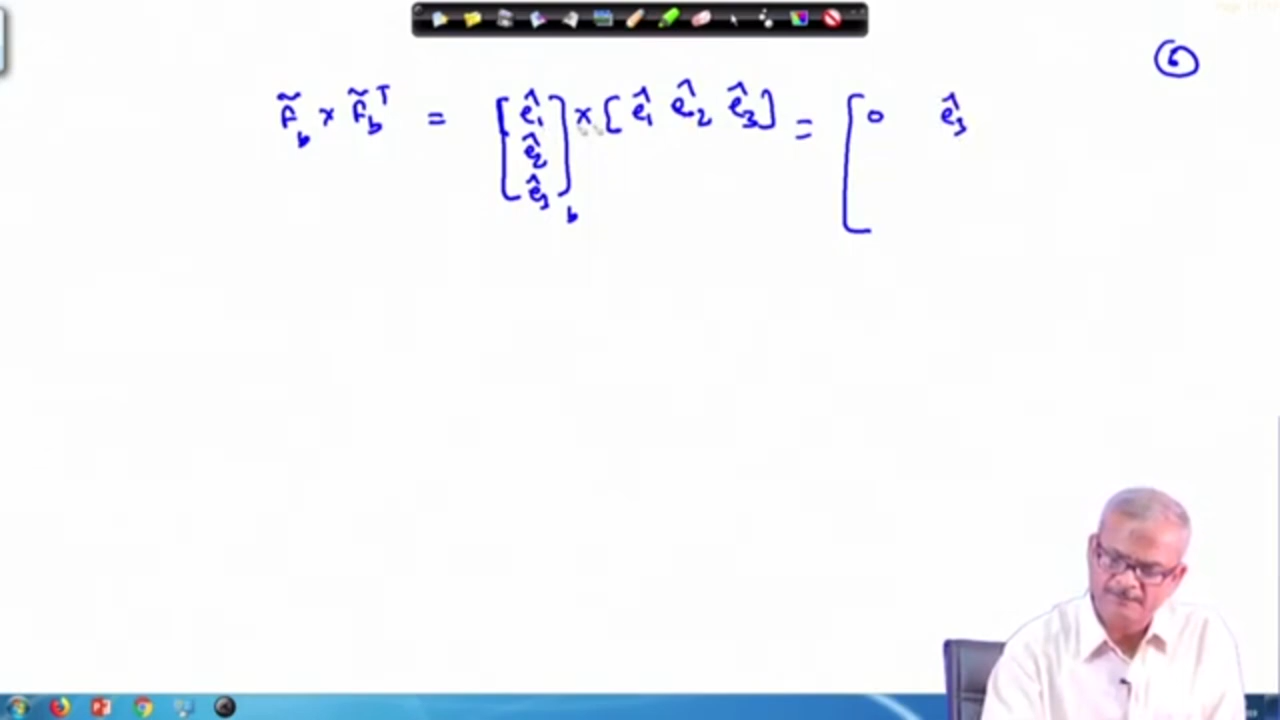 6
F̃_b × F̃_b^T = [ê₁ ê₂ ê₃]_b × [ê₁ ê₂ ê₃] = [0 ê₃